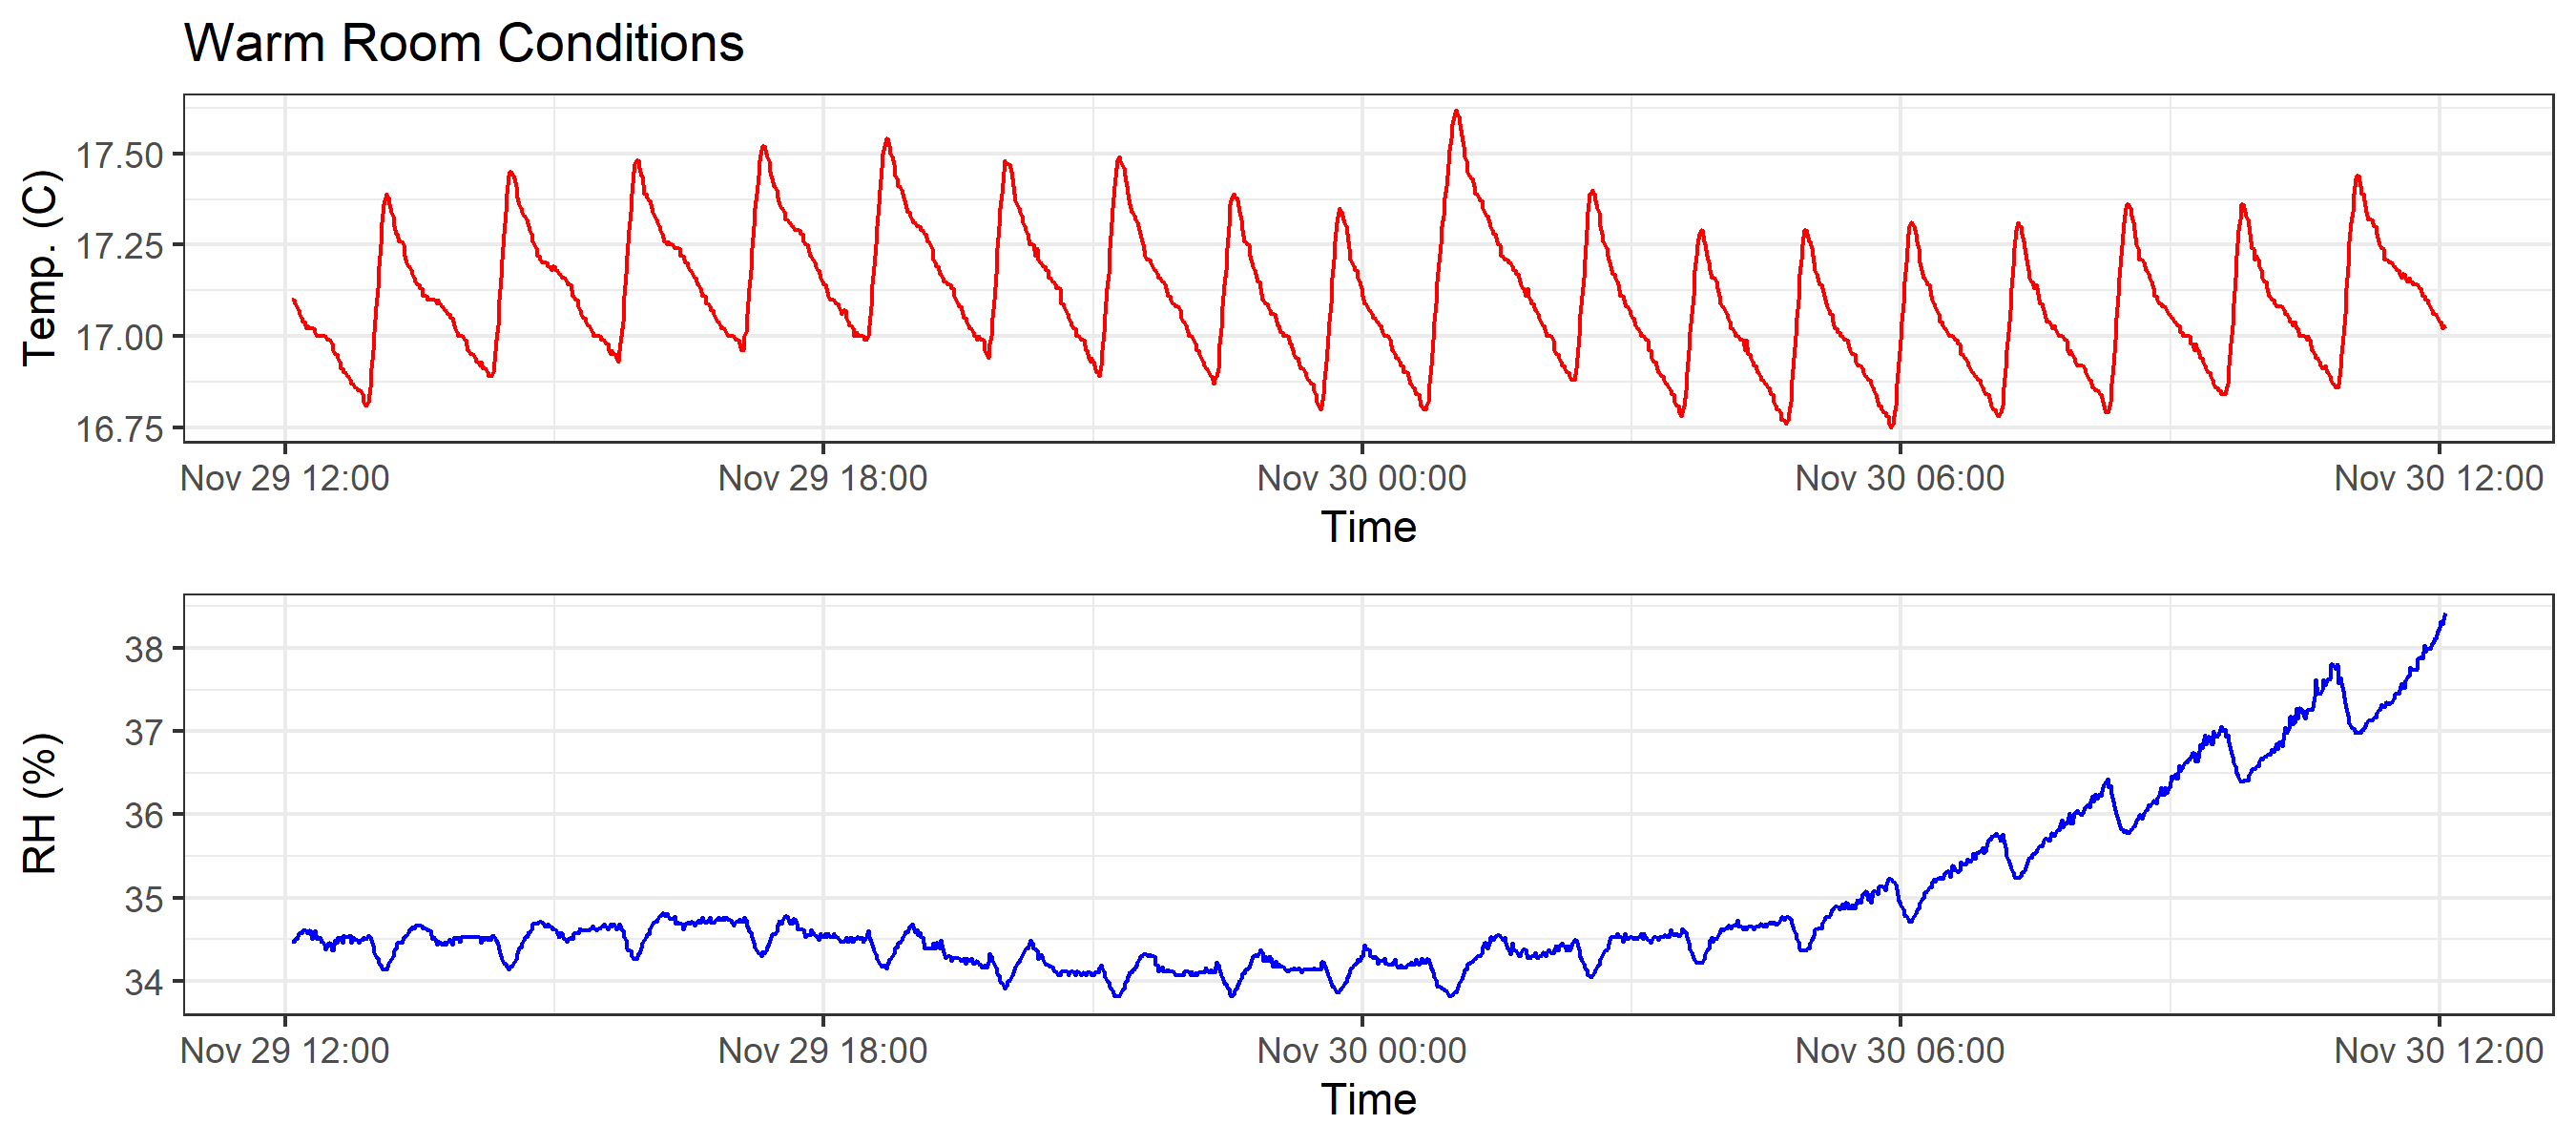 Warm Room Conditions
Temp. (C)
17.50
17.25
17.00
16.75
Nov 29 12:00 Nov 29 18:00 Nov 30 00:00 Nov 30 06:00 Nov 30 12:00
Time
RH (%)
38
37
36
35
34
Nov 29 12:00 Nov 29 18:00 Nov 30 00:00 Nov 30 06:00 Nov 30 12:00
Time